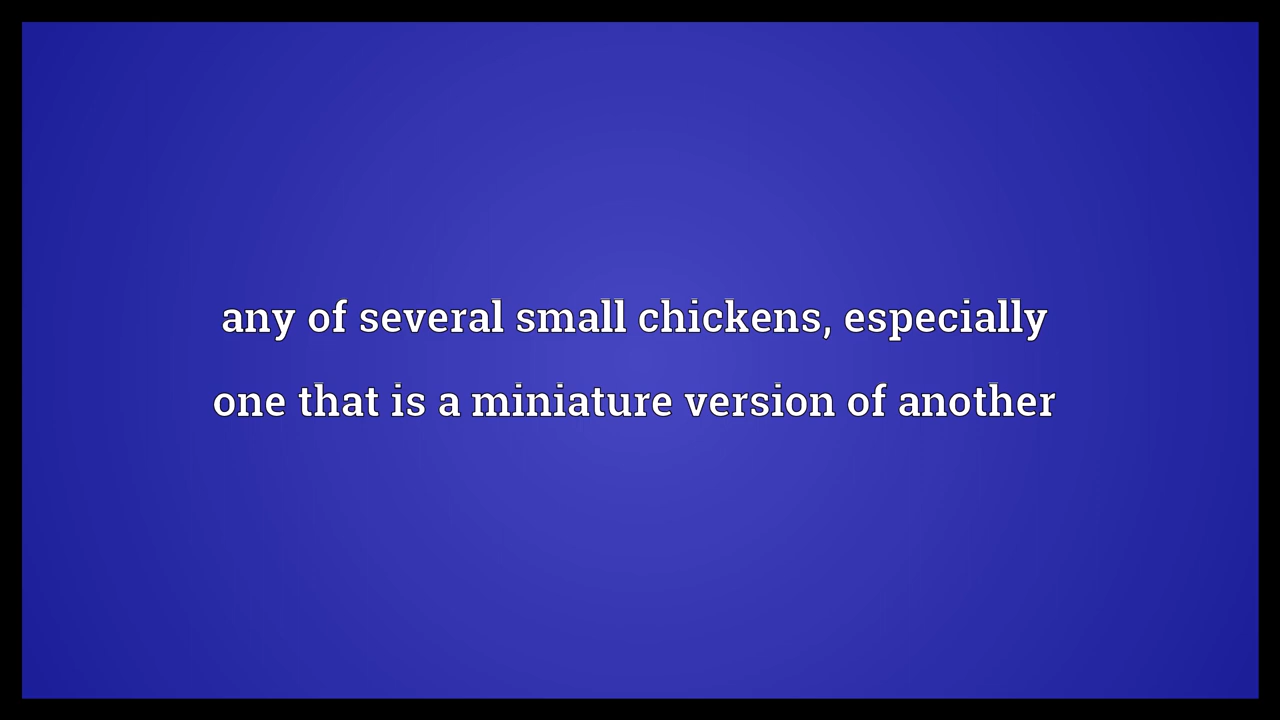 any of several small chickens, especially
one that is a miniature version of another